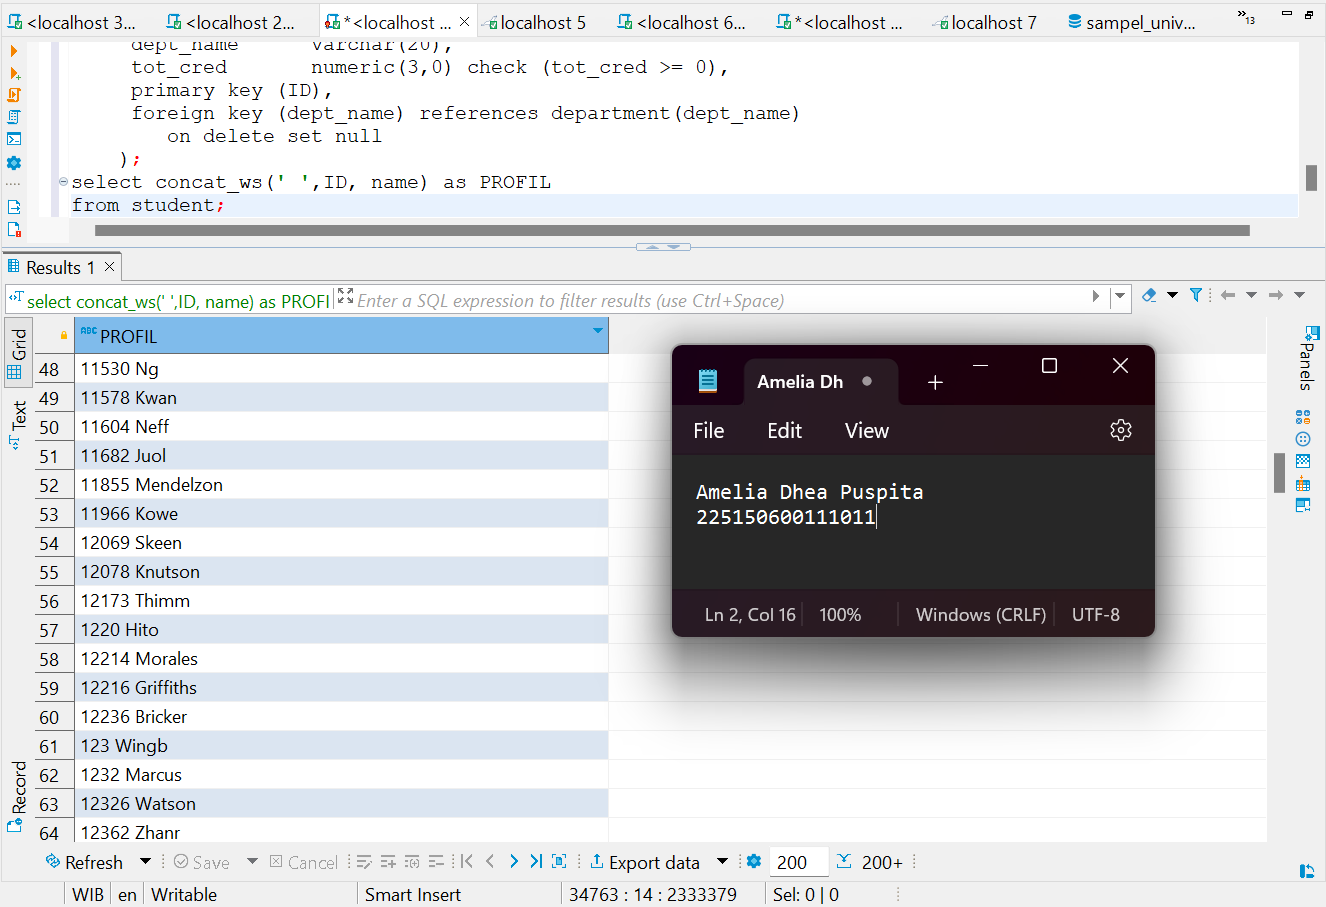 <localhost 3...
<localhost 2...
*<localhost ...
localhost 5
<localhost 6...
*<localhost ...
localhost 7
sampel_univ...
»13
dept_name varchar(20),
tot_cred numeric(3,0) check (tot_cred >= 0),
primary key (ID),
foreign key (dept_name) references department(dept_name)
on delete set null
);
select concat_ws(' ',ID, name) as PROFIL
from student;
Results 1
select concat_ws(' ',ID, name) as PROFI
Enter a SQL expression to filter results (use Ctrl+Space)
Grid
Text
Record
Panels
ABC PROFIL
48 11530 Ng
49 11578 Kwan
50 11604 Neff
51 11682 Juol
52 11855 Mendelzon
53 11966 Kowe
54 12069 Skeen
55 12078 Knutson
56 12173 Thimm
57 1220 Hito
58 12214 Morales
59 12216 Griffiths
60 12236 Bricker
61 123 Wingb
62 1232 Marcus
63 12326 Watson
64 12362 Zhanr
Amelia Dh
File Edit View
Amelia Dhea Puspita
225150600111011
Ln 2, Col 16 100% Windows (CRLF) UTF-8
Refresh Save Cancel Export data 200 200+
WIB en Writable Smart Insert 34763 : 14 : 2333379 Sel: 0 | 0